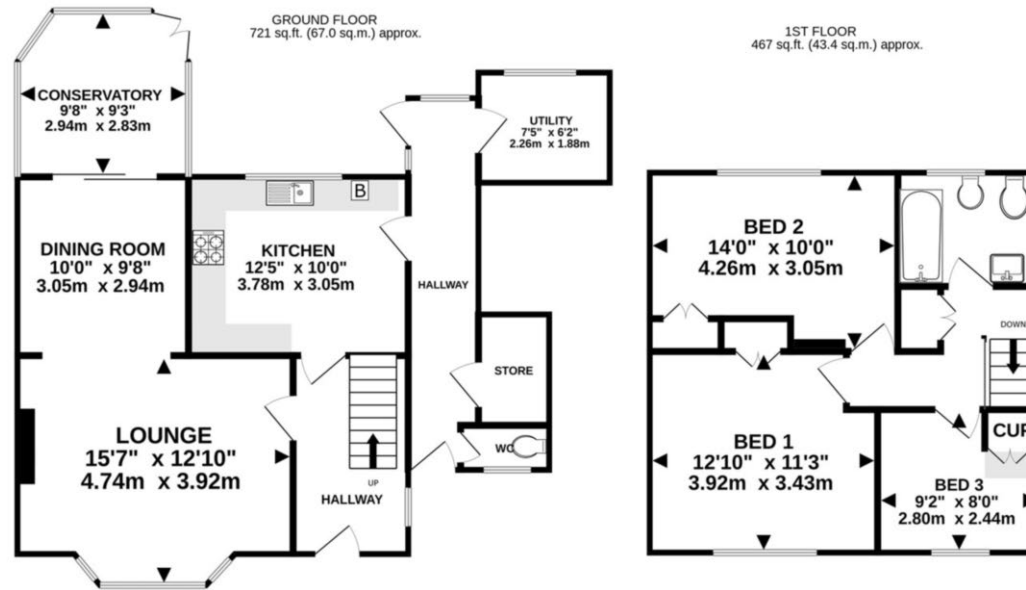 GROUND FLOOR
721 sq.ft. (67.0 sq.m.) approx.
CONSERVATORY
9'8" x 9'3"
2.94m x 2.83m
UTILITY
7'5" x 6'2"
2.26m x 1.88m
B
DINING ROOM
10'0" x 9'8"
3.05m x 2.94m
KITCHEN
12'5" x 10'0"
3.78m x 3.05m
HALLWAY
STORE
LOUNGE
15'7" x 12'10"
4.74m x 3.92m
WC
UP
HALLWAY
1ST FLOOR
467 sq.ft. (43.4 sq.m.) approx.
BED 2
14'0" x 10'0"
4.26m x 3.05m
DOWN
BED 1
12'10" x 11'3"
3.92m x 3.43m
CUP
BED 3
9'2" x 8'0"
2.80m x 2.44m